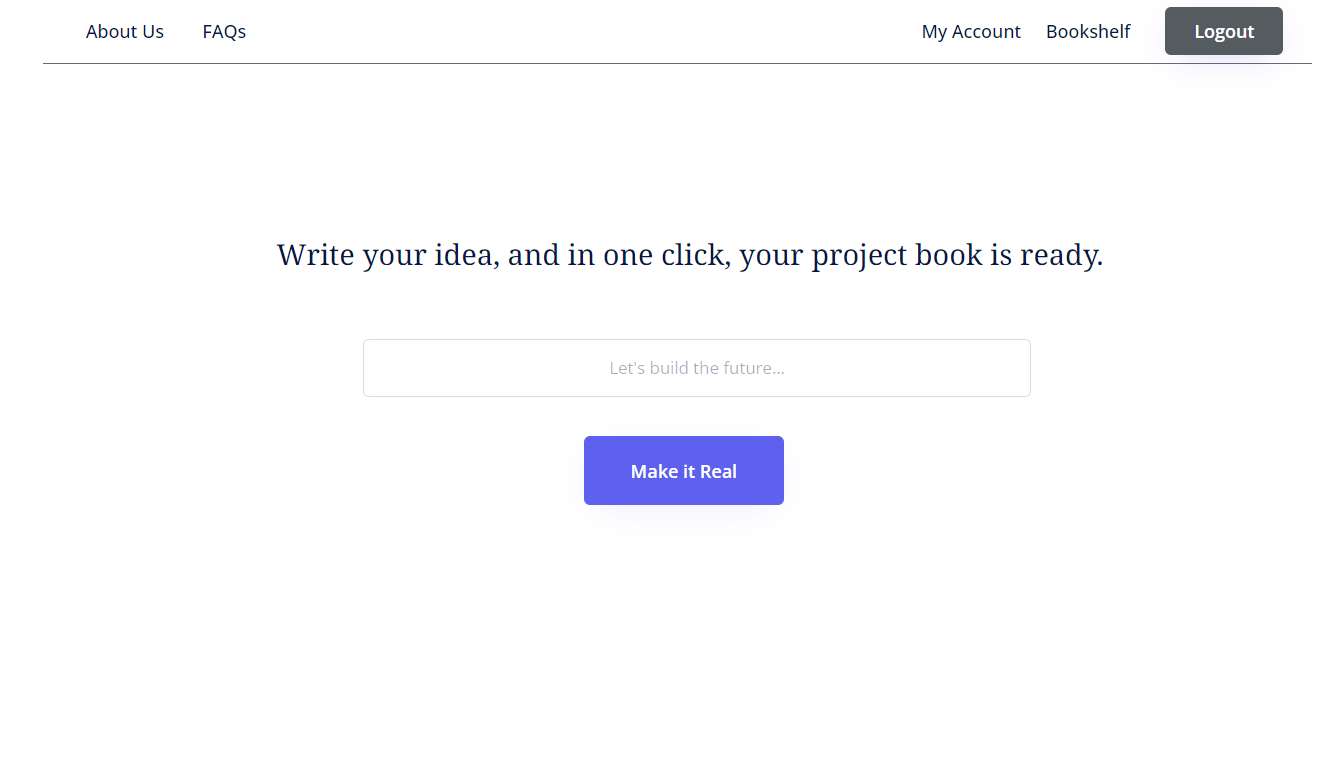 About Us FAQs My Account Bookshelf Logout
Write your idea, and in one click, your project book is ready.
Let's build the future...
Make it Real